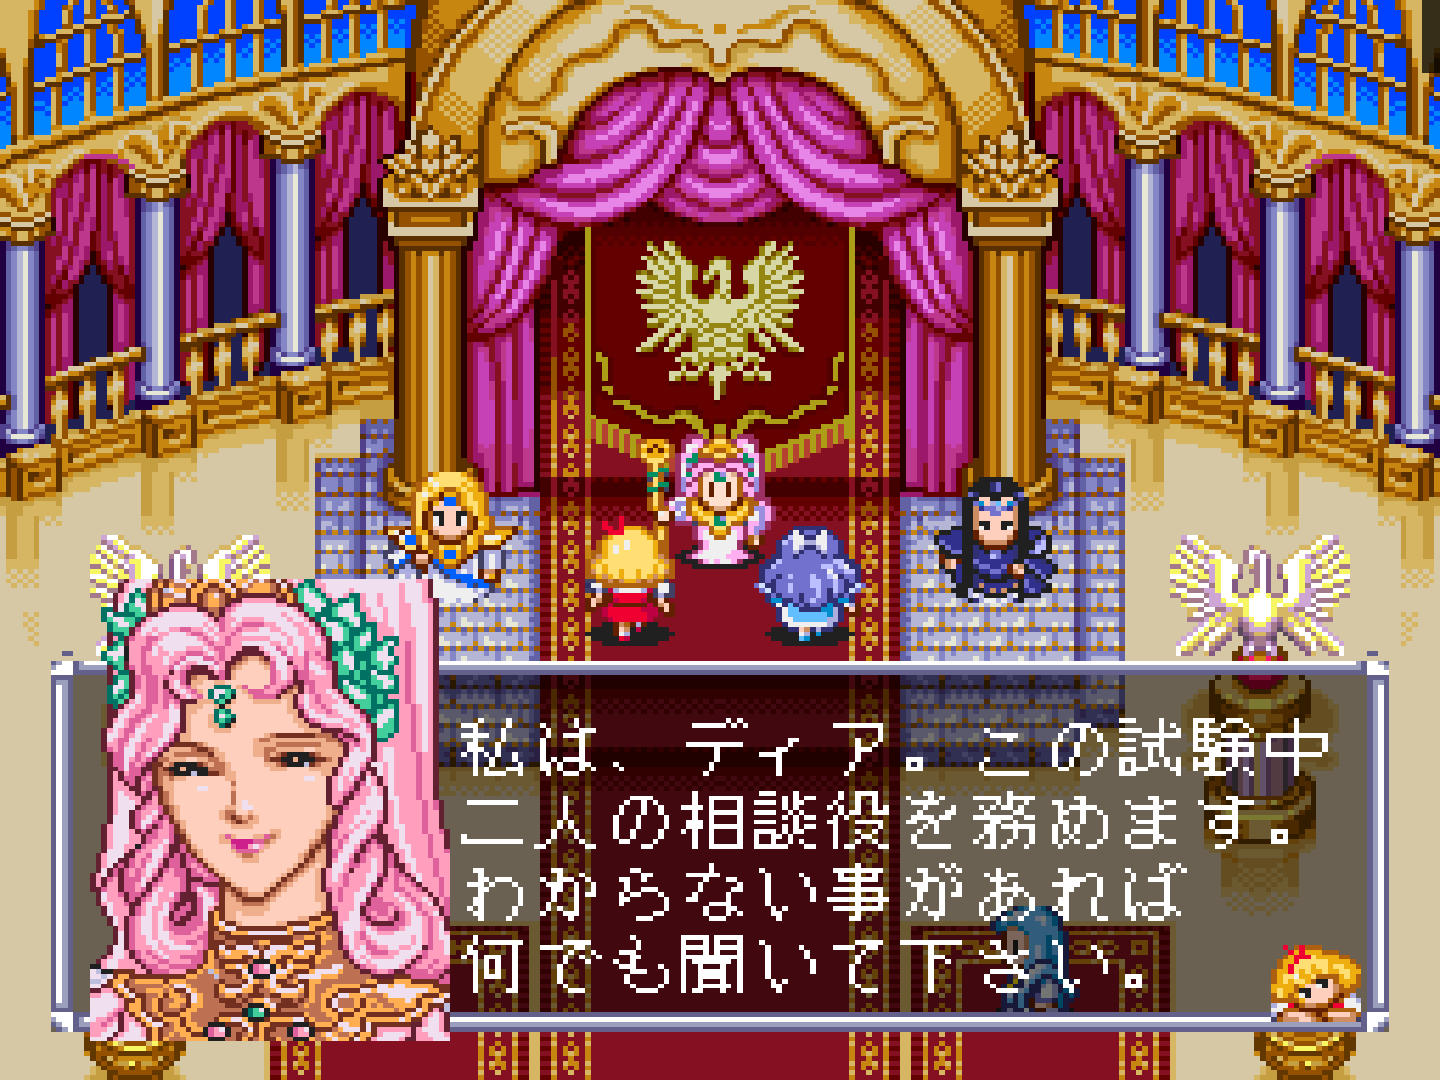 私は、ディア。この試験中
二人の相談役を務めます。
わからない事があれば
何でも聞いて下さい。